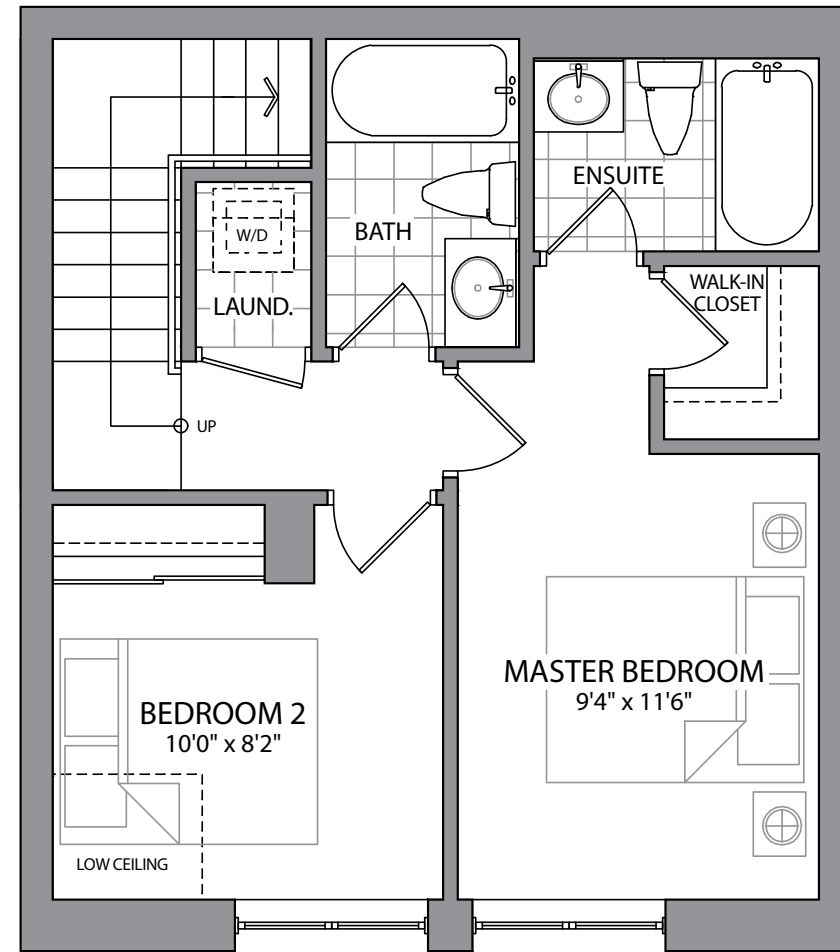 ENSUITE
BATH
W/D
LAUND.
WALK-IN
CLOSET
UP
MASTER BEDROOM
9'4" x 11'6"
BEDROOM 2
10'0" x 8'2"
LOW CEILING